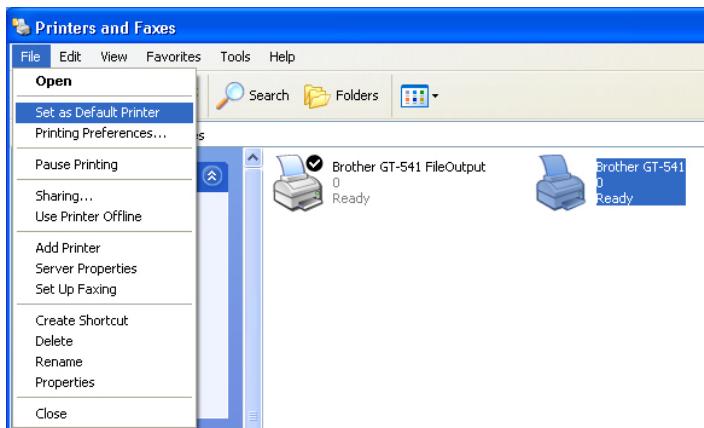 Printers and Faxes
File Edit View Favorites Tools Help
Open
Set as Default Printer
Printing Preferences...
Pause Printing
Sharing...
Use Printer Offline
Add Printer
Server Properties
Set Up Faxing
Create Shortcut
Delete
Rename
Properties
Close
Search Folders
Brother GT-541 FileOutput
0
Ready
Brother GT-541
0
Ready